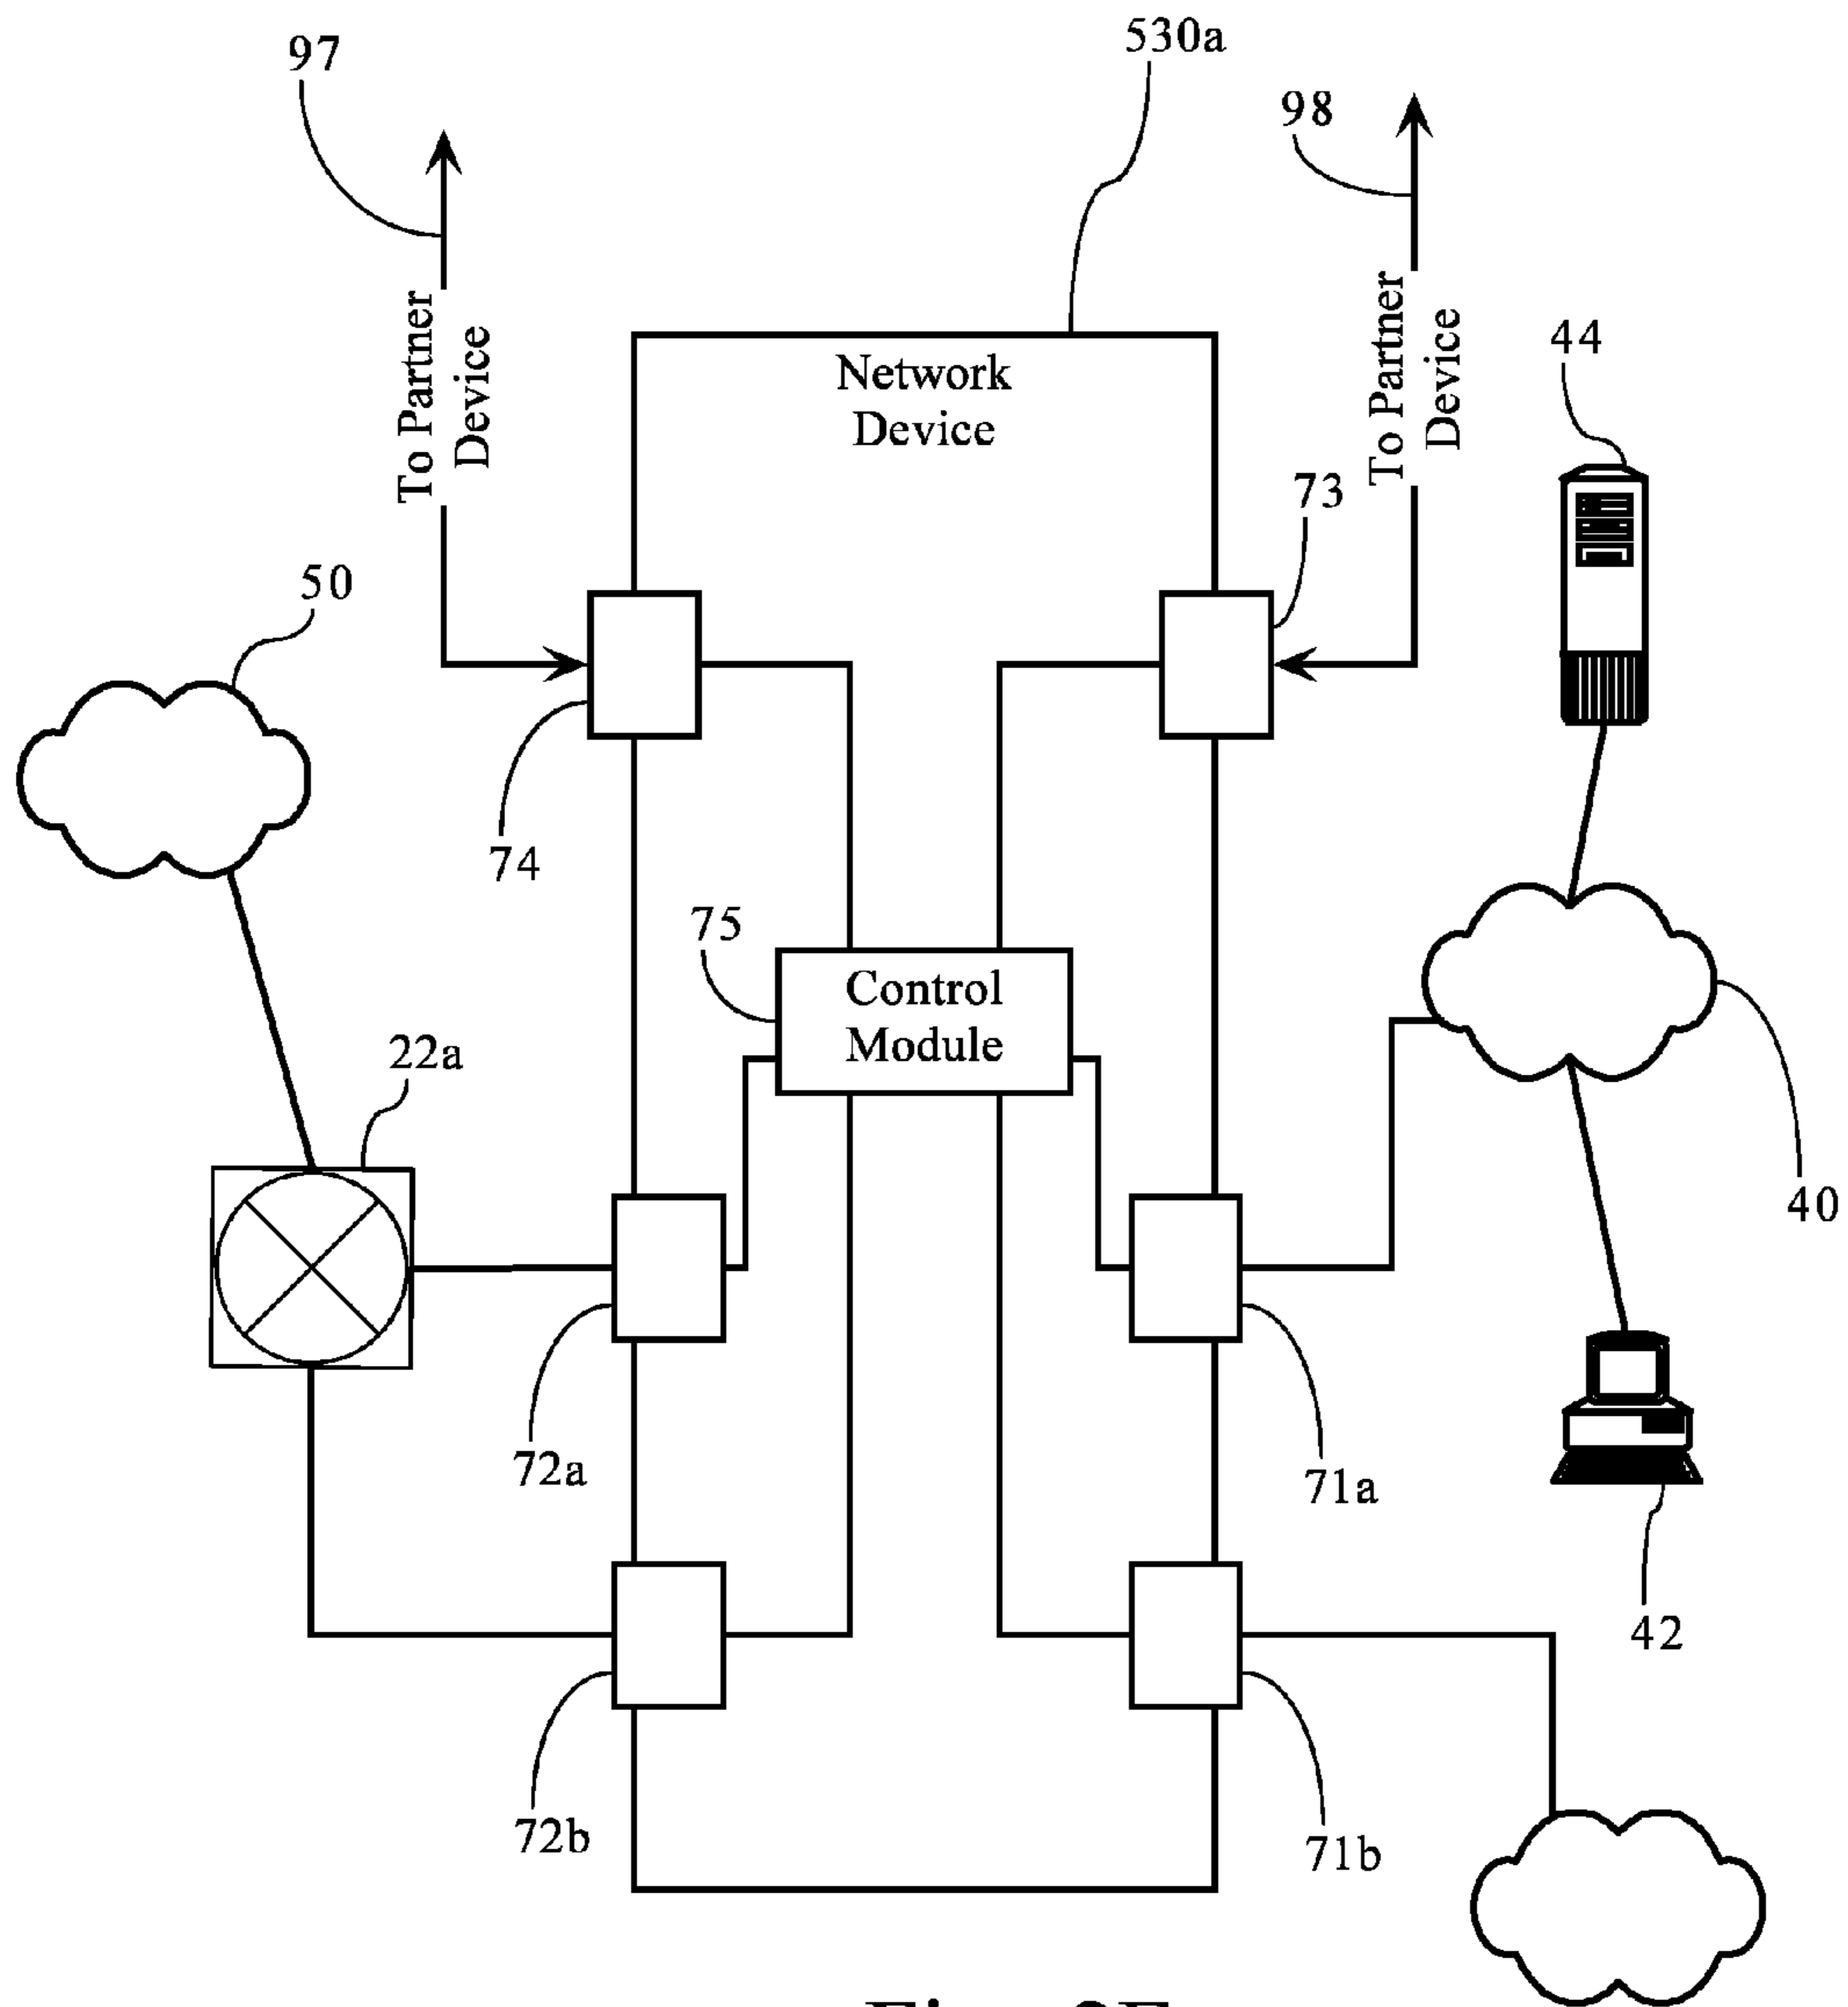 97
530a
98
To Partner
Device
To Partner
Device
44
Network
Device
73
50
74
75
Control
Module
22a
40
72a
71a
42
72b
71b